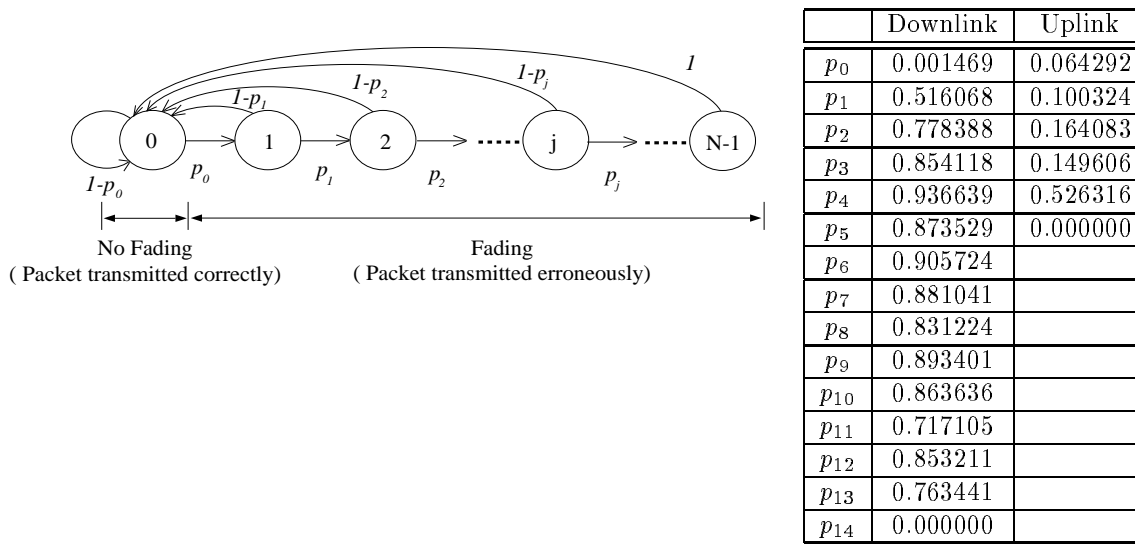 1
1-p_j
1-p_2
1-p_1
0
1
2
j
N-1
p_0
p_1
p_2
p_j
1-p_0
No Fading
( Packet transmitted correctly)
Fading
( Packet transmitted erroneously)
Downlink Uplink
p_0 0.001469 0.064292
p_1 0.516068 0.100324
p_2 0.778388 0.164083
p_3 0.854118 0.149606
p_4 0.936639 0.526316
p_5 0.873529 0.000000
p_6 0.905724
p_7 0.881041
p_8 0.831224
p_9 0.893401
p_10 0.863636
p_11 0.717105
p_12 0.853211
p_13 0.763441
p_14 0.000000